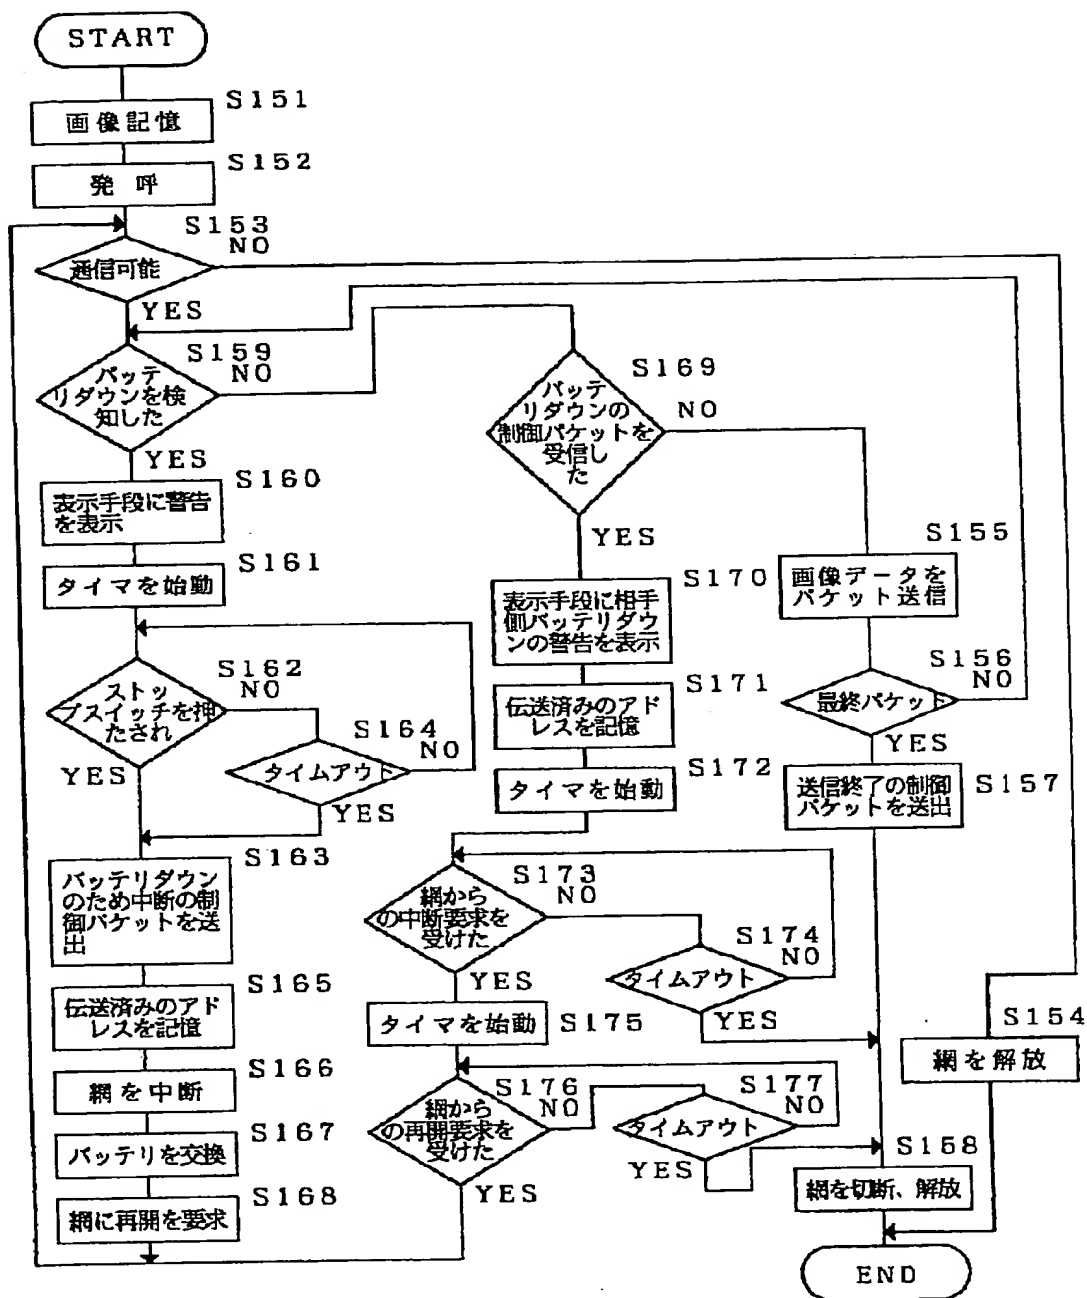 START
S151
画像記憶
S152
発 呼
S153
NO
通信可能
YES
S159
NO
バッテ
リダウンを検
知した
YES
S160
表示手段に警告
を表示
S161
タイマを始動
S162
NO
ストッ
プスイッチを押
たされ
YES
S164
NO
タイムアウト
YES
S163
バッテリダウン
のため中断の制
御パケットを送
出
S165
伝送済みのアド
レスを記憶
S166
網を中断
S167
バッテリを交換
S168
網に再開を要求
S169
NO
バッテ
リダウンの
制御パケットを
受信し
た
YES
S170
表示手段に相手
側バッテリダウ
ンの警告を表示
S171
伝送済みのアド
レスを記憶
S172
タイマを始動
S173
NO
網から
の中断要求を
受けた
YES
S174
NO
タイムアウト
YES
タイマを始動
S175
S176
NO
網から
の再開要求を
受けた
YES
S177
NO
タイムアウト
YES
S155
画像データを
パケット送信
S156
NO
最終パケット
YES
送信終了の制御
パケットを送出
S157
S154
網を解放
S158
網を切断、解放
END